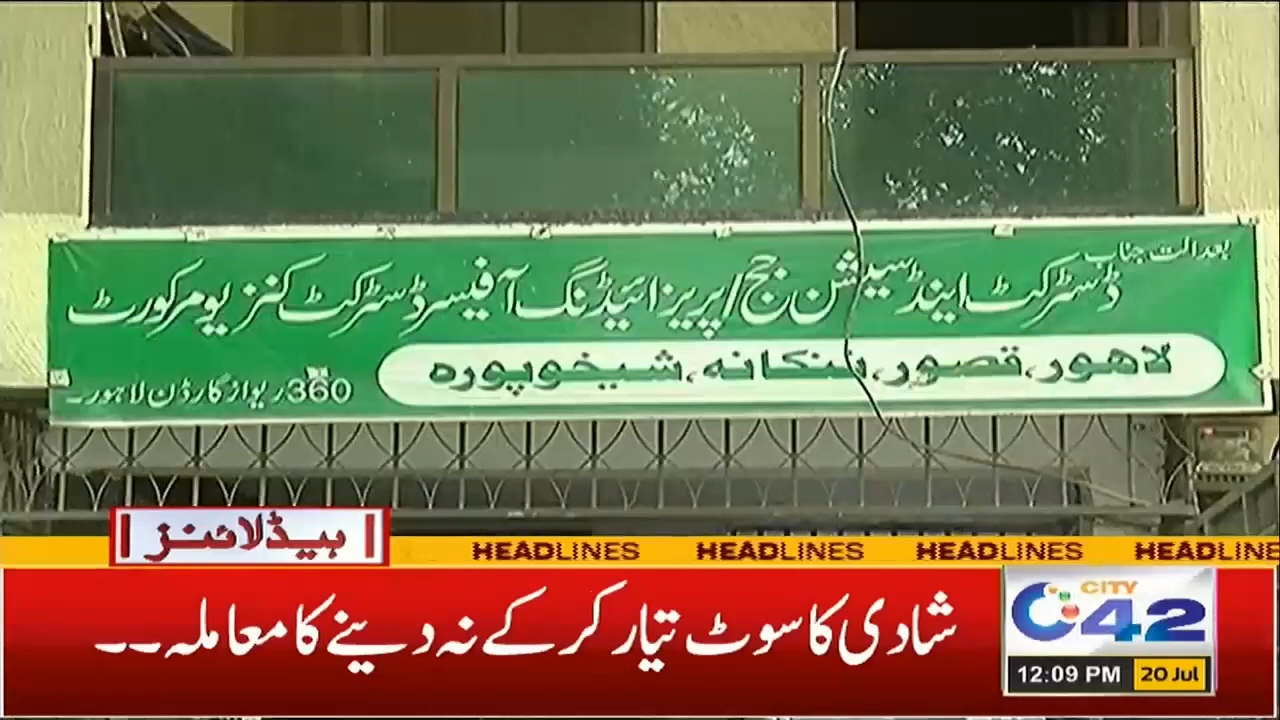 بعدالت جناب
ڈسٹرکٹ اینڈ سیشن جج/پریزائیڈنگ آفیسر ڈسٹرکٹ کنزیومر کورٹ
لاھور، قصور، ننکانہ، شیخوپورہ
360 ریواز گارڈن لاہور۔
ہیڈلائنز
HEADLINES HEADLINES HEADLINES HEADLINE
شادی کا سوٹ تیار کر کے نہ دینے کا معاملہ۔۔
CITY
42
12:09 PM 20 Jul